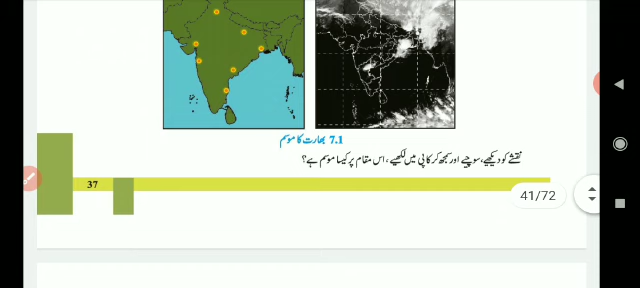 7.1 بھارت کا موسم
نقشے کو دیکھیے، سوچیے اور سمجھ کر کاپی میں لکھیے، اس مقام پر کیسا موسم ہے؟
37
41/72